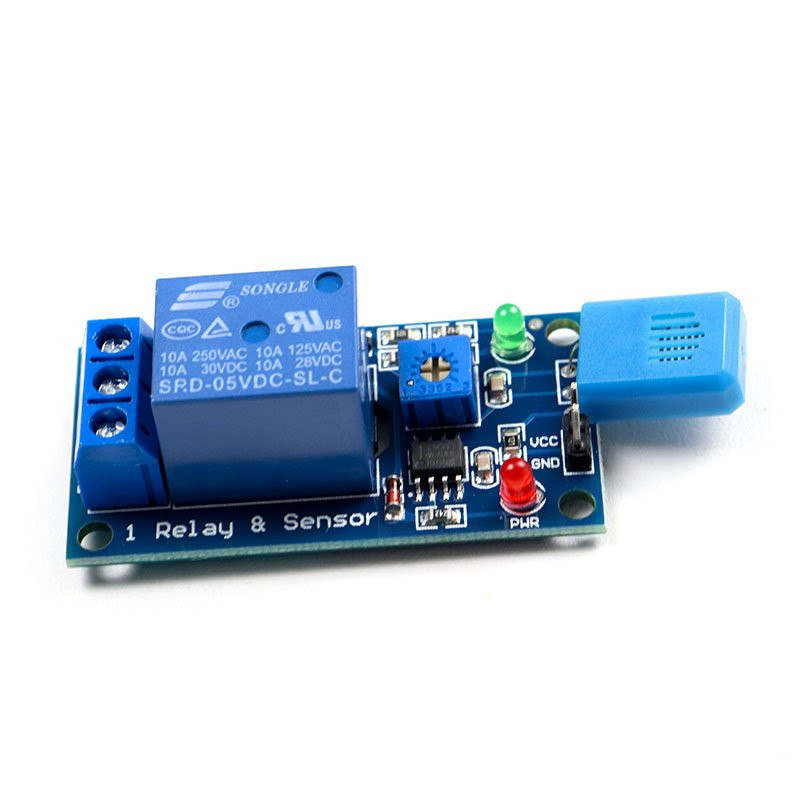 SONGLE
®
CQC
c RU US
10A 250VAC 10A 125VAC
10A 30VDC 10A 28VDC
SRD-05VDC-SL-C
VCC
GND
PWR
1 Relay & Sensor